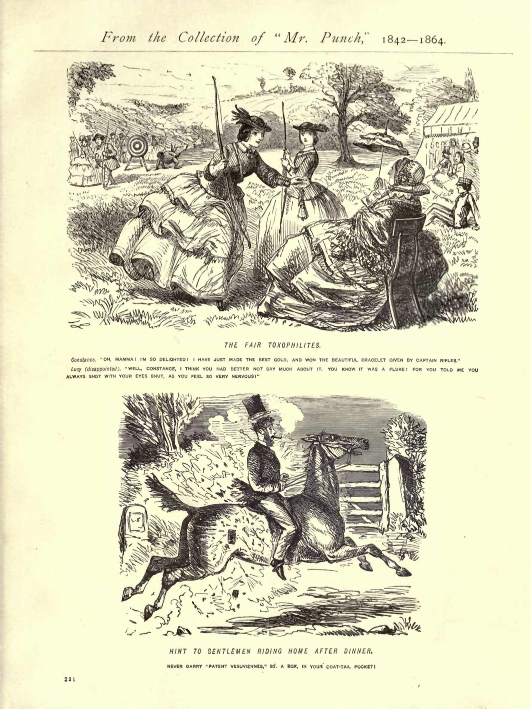 From the Collection of "Mr. Punch," 1842—1864.
THE FAIR TOXOPHILITES.
Constance. "OH, MAMMA! I'M SO DELIGHTED! I HAVE JUST MADE THE BEST GOLD, AND WON THE BEAUTIFUL BRACELET GIVEN BY CAPTAIN RIFLES."
Lucy (disappointed). "WELL, CONSTANCE, I THINK YOU HAD BETTER NOT SAY MUCH ABOUT IT. YOU KNOW IT WAS A FLUKE! FOR YOU TOLD ME YOU
ALWAYS SHOT WITH YOUR EYES SHUT, AS YOU FEEL SO VERY NERVOUS!"
HINT TO GENTLEMEN RIDING HOME AFTER DINNER.
NEVER CARRY "PATENT VESUVIENNES," A BOX, IN YOUR COAT-TAIL POCKET!
221